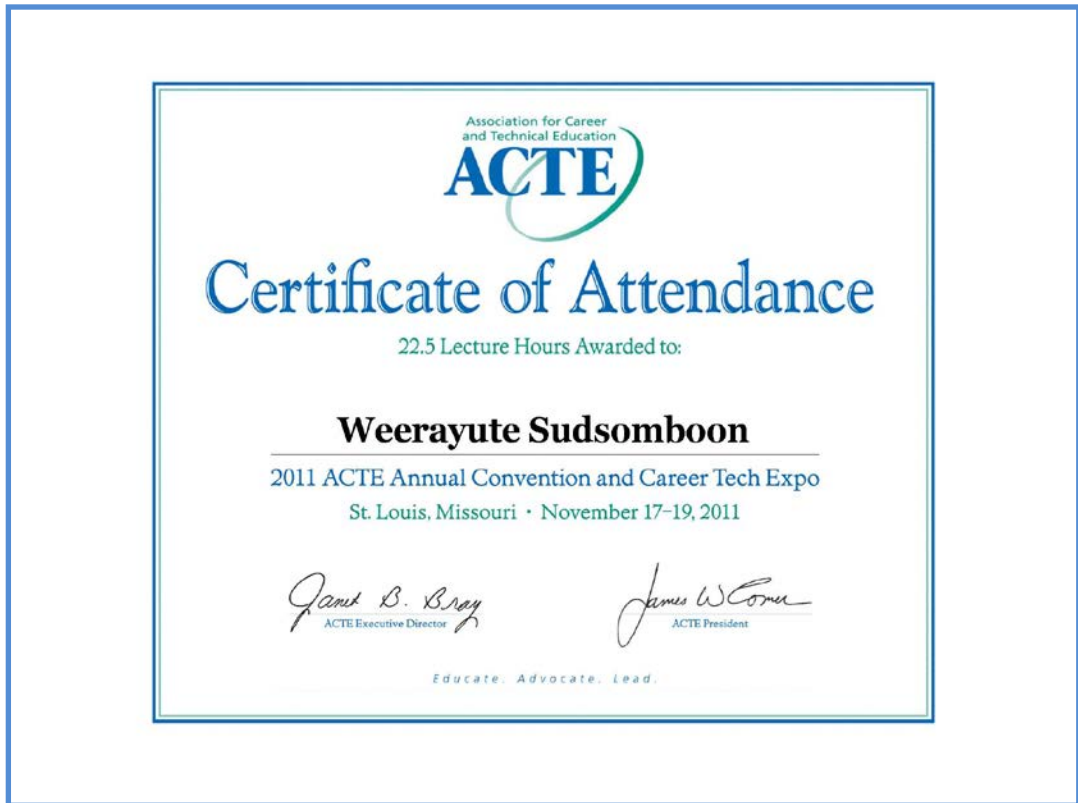 Association for Career
and Technical Education
ACTE
Certificate of Attendance
22.5 Lecture Hours Awarded to:
Weerayute Sudsomboon
2011 ACTE Annual Convention and Career Tech Expo
St. Louis, Missouri • November 17–19, 2011
Janet B. Bray James W Comer
ACTE Executive Director ACTE President
Educate. Advocate. Lead.